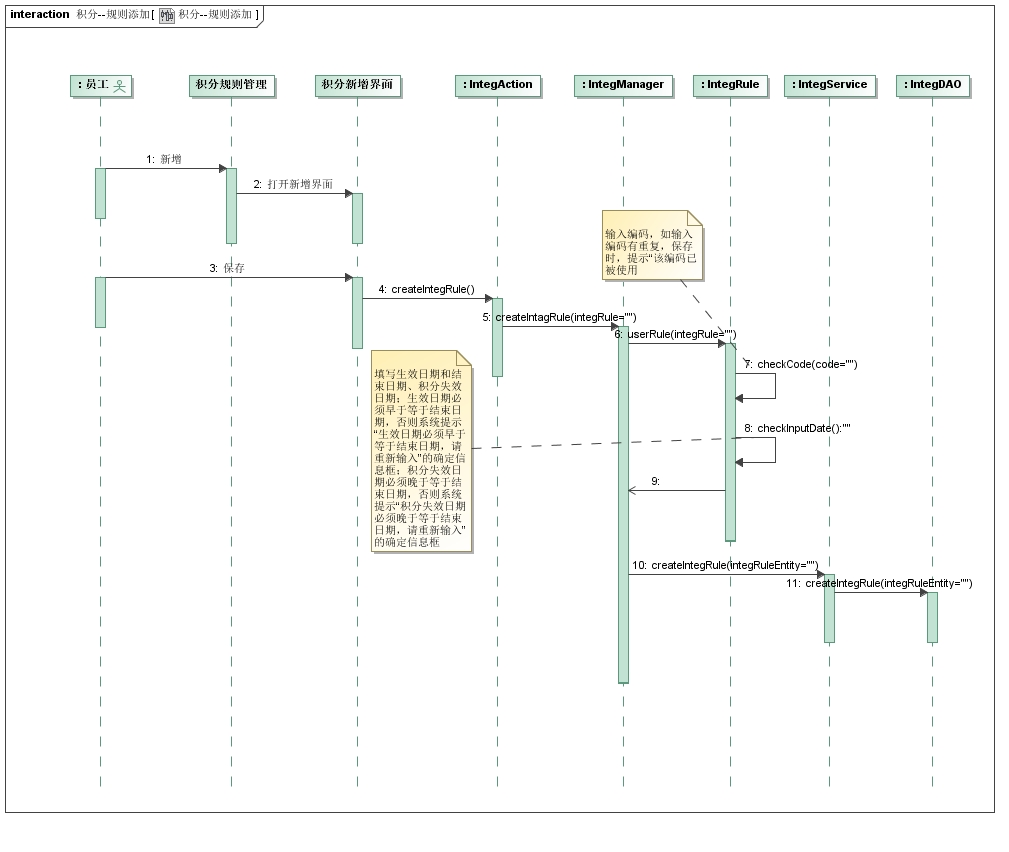 interaction 积分--规则添加[ 积分--规则添加 ]
: 员工
积分规则管理
积分新增界面
: IntegAction
: IntegManager
: IntegRule
: IntegService
: IntegDAO
1: 新增
2: 打开新增界面
输入编码，如输入
编码有重复，保存
时，提示“该编码已
被使用
3: 保存
4: createIntegRule()
5: createIntagRule(integRule="")
6: userRule(integRule="")
7: checkCode(code="")
填写生效日期和结
束日期、积分失效
日期；生效日期必
须早于等于结束日
期，否则系统提示
“生效日期必须早于
等于结束日期，请
重新输入”的确定信
息框；积分失效日
期必须晚于等于结
束日期，否则系统
提示“积分失效日期
必须晚于等于结束
日期，请重新输入”
的确定信息框
8: checkInputDate():""
9:
10: createIntegRule(integRuleEntity="")
11: createIntegRule(integRuleEntity="")